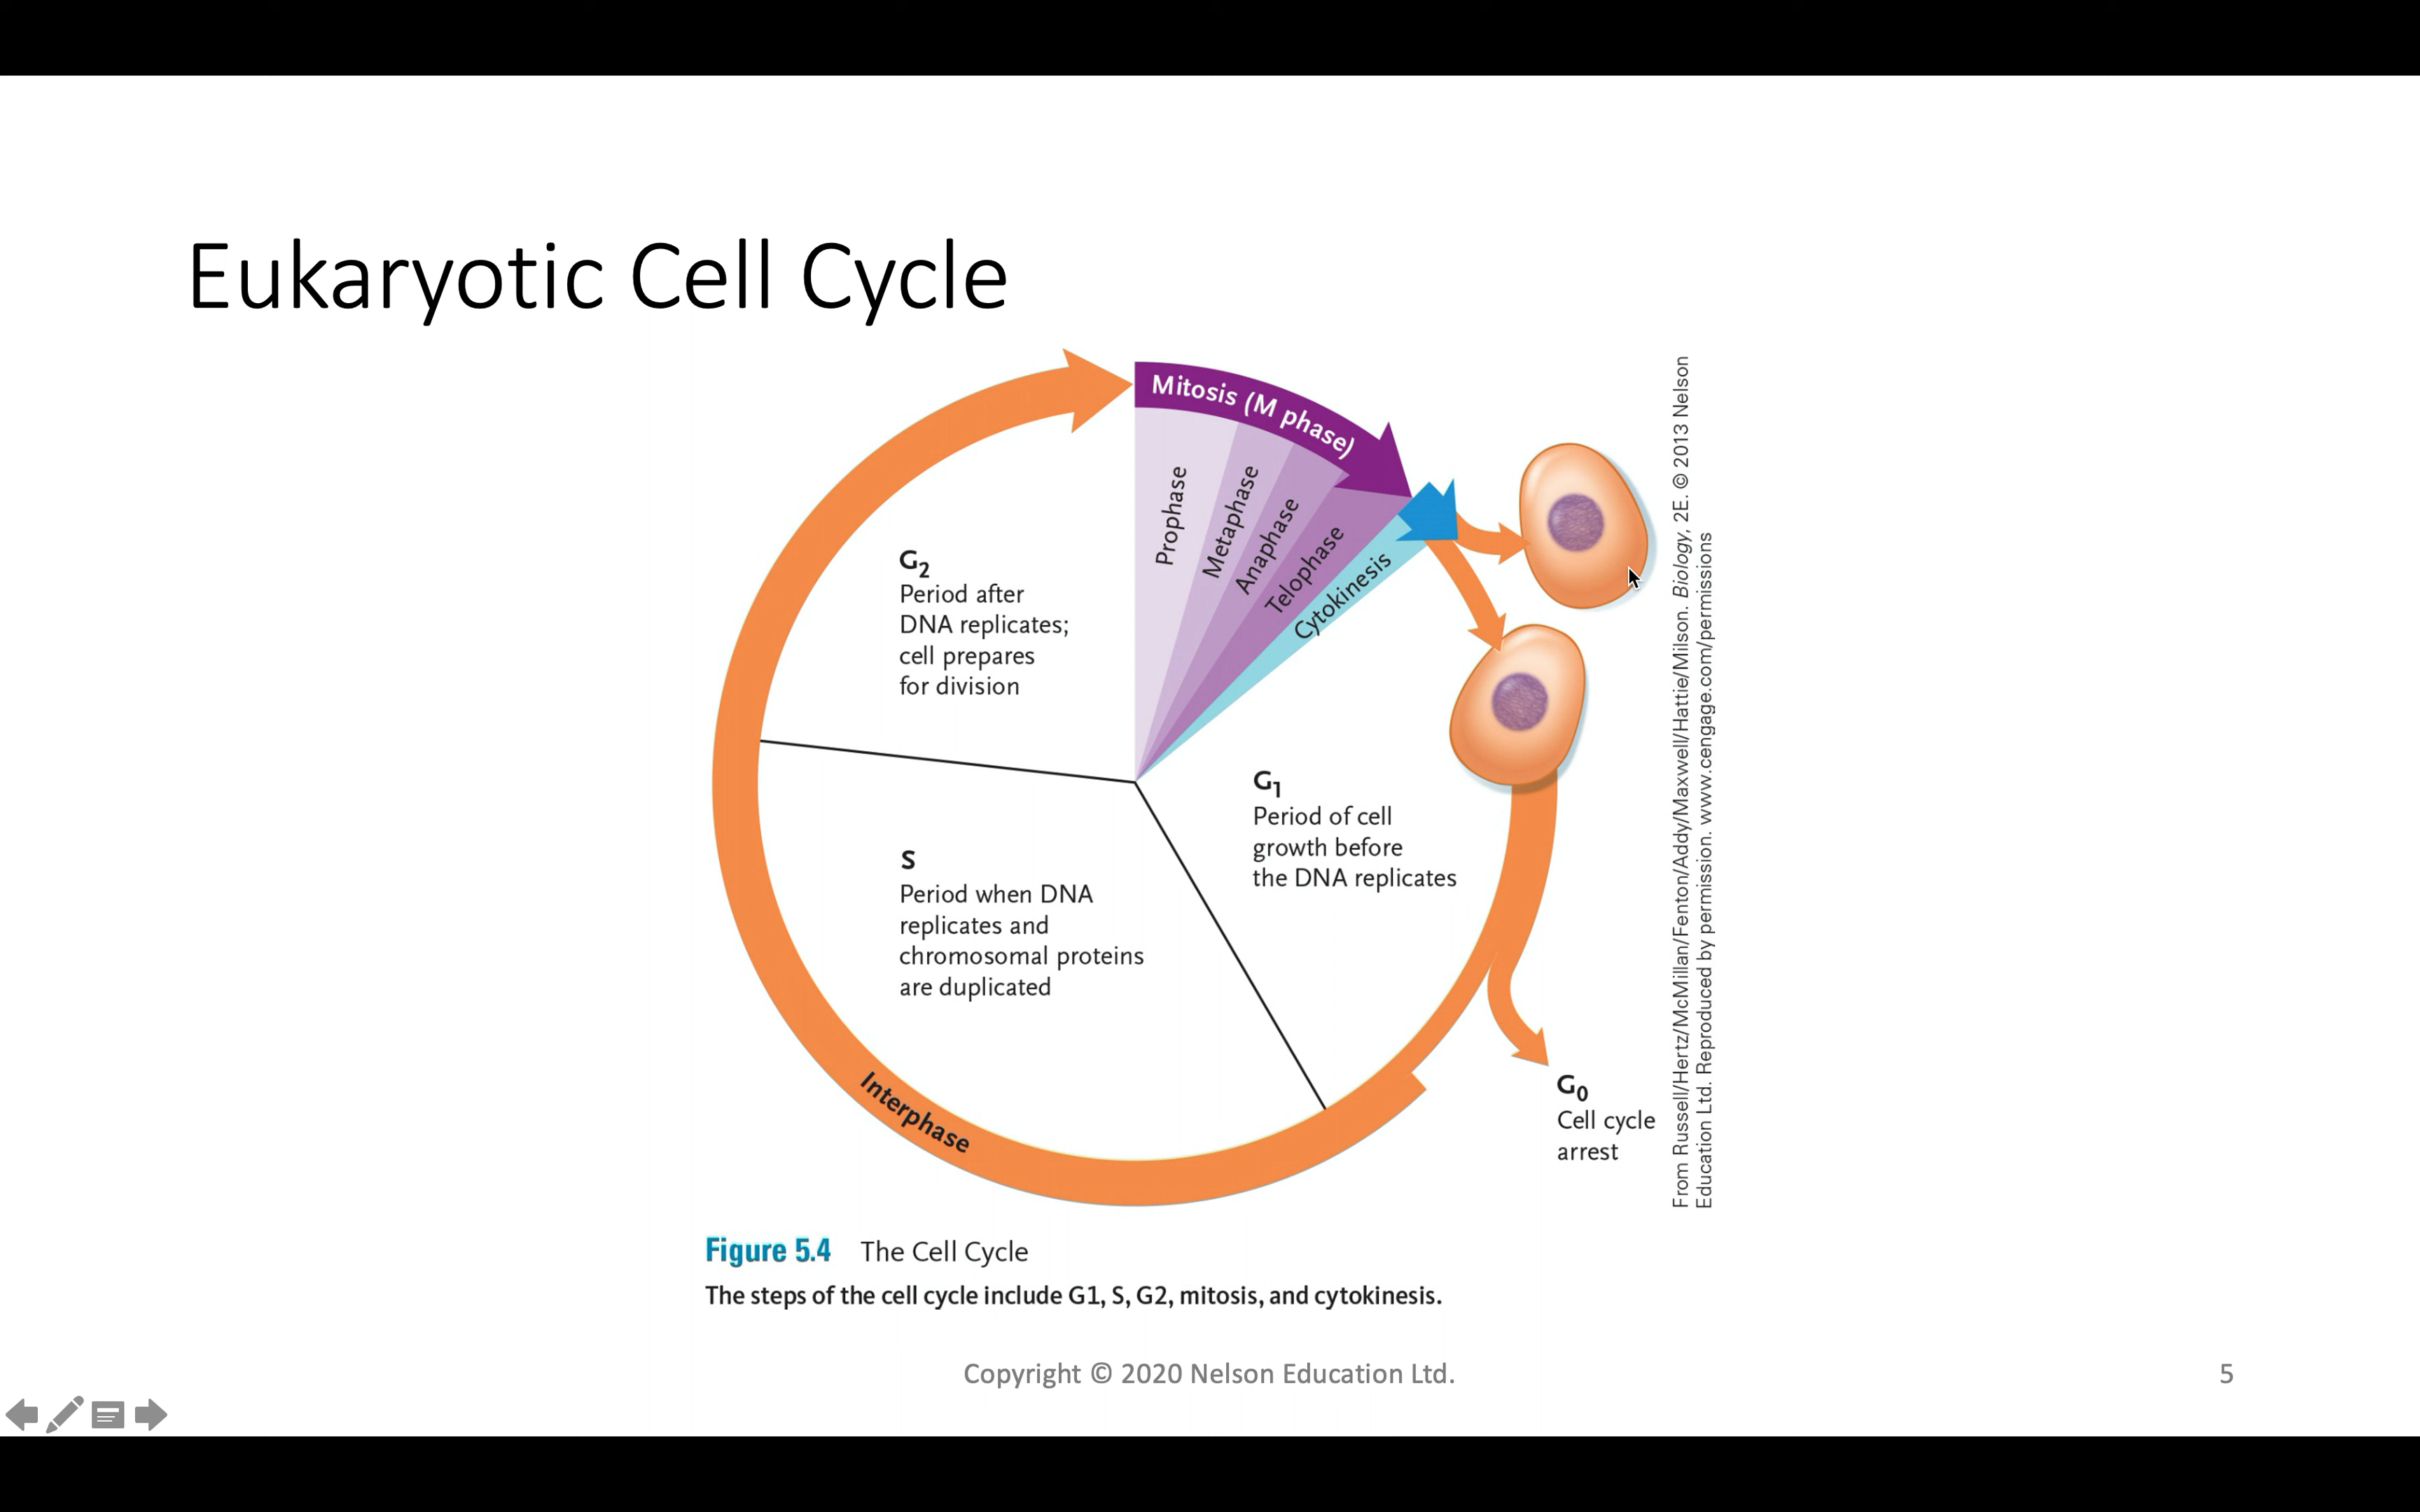 Eukaryotic Cell Cycle
Mitosis (M phase)
Prophase
Metaphase
Anaphase
Telophase
Cytokinesis
G₂
Period after
DNA replicates;
cell prepares
for division
G₁
Period of cell
growth before
the DNA replicates
S
Period when DNA
replicates and
chromosomal proteins
are duplicated
Interphase
G₀
Cell cycle
arrest
From Russell/Hertz/McMillan/Fenton/Addy/Maxwell/Hattie/Milson. Biology, 2E. © 2013 Nelson
Education Ltd. Reproduced by permission. www.cengage.com/permissions
Figure 5.4 The Cell Cycle
The steps of the cell cycle include G1, S, G2, mitosis, and cytokinesis.
Copyright © 2020 Nelson Education Ltd.
5